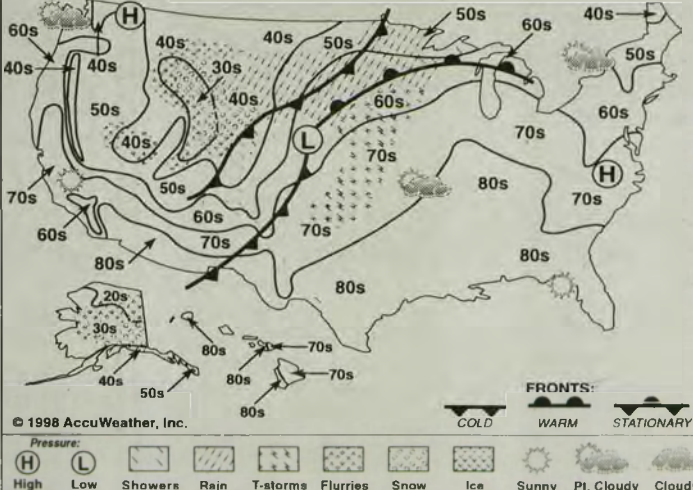 60s
40s
40s
H
40s
30s
40s
40s
50s
50s
60s
40s
50s
60s
50s
40s
50s
60s
L
70s
70s
H
70s
70s
60s
60s
70s
80s
70s
80s
80s
80s
20s
30s
40s
50s
80s
80s
70s
70s
80s
© 1998 AccuWeather, Inc.
FRONTS:
COLD WARM STATIONARY
Pressure:
H L
High Low Showers Rain T-storms Flurries Snow Ice Sunny Pt. Cloudy